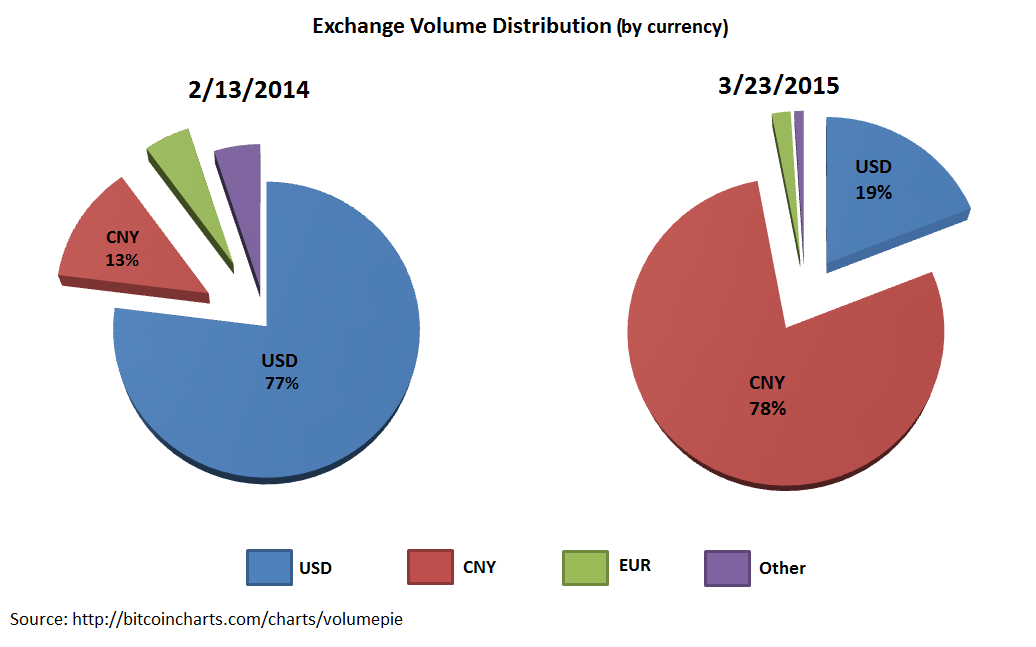 Exchange Volume Distribution (by currency)
2/13/2014
3/23/2015
CNY
13%
USD
77%
USD
19%
CNY
78%
USD
CNY
EUR
Other
Source: http://bitcoincharts.com/charts/volumepie